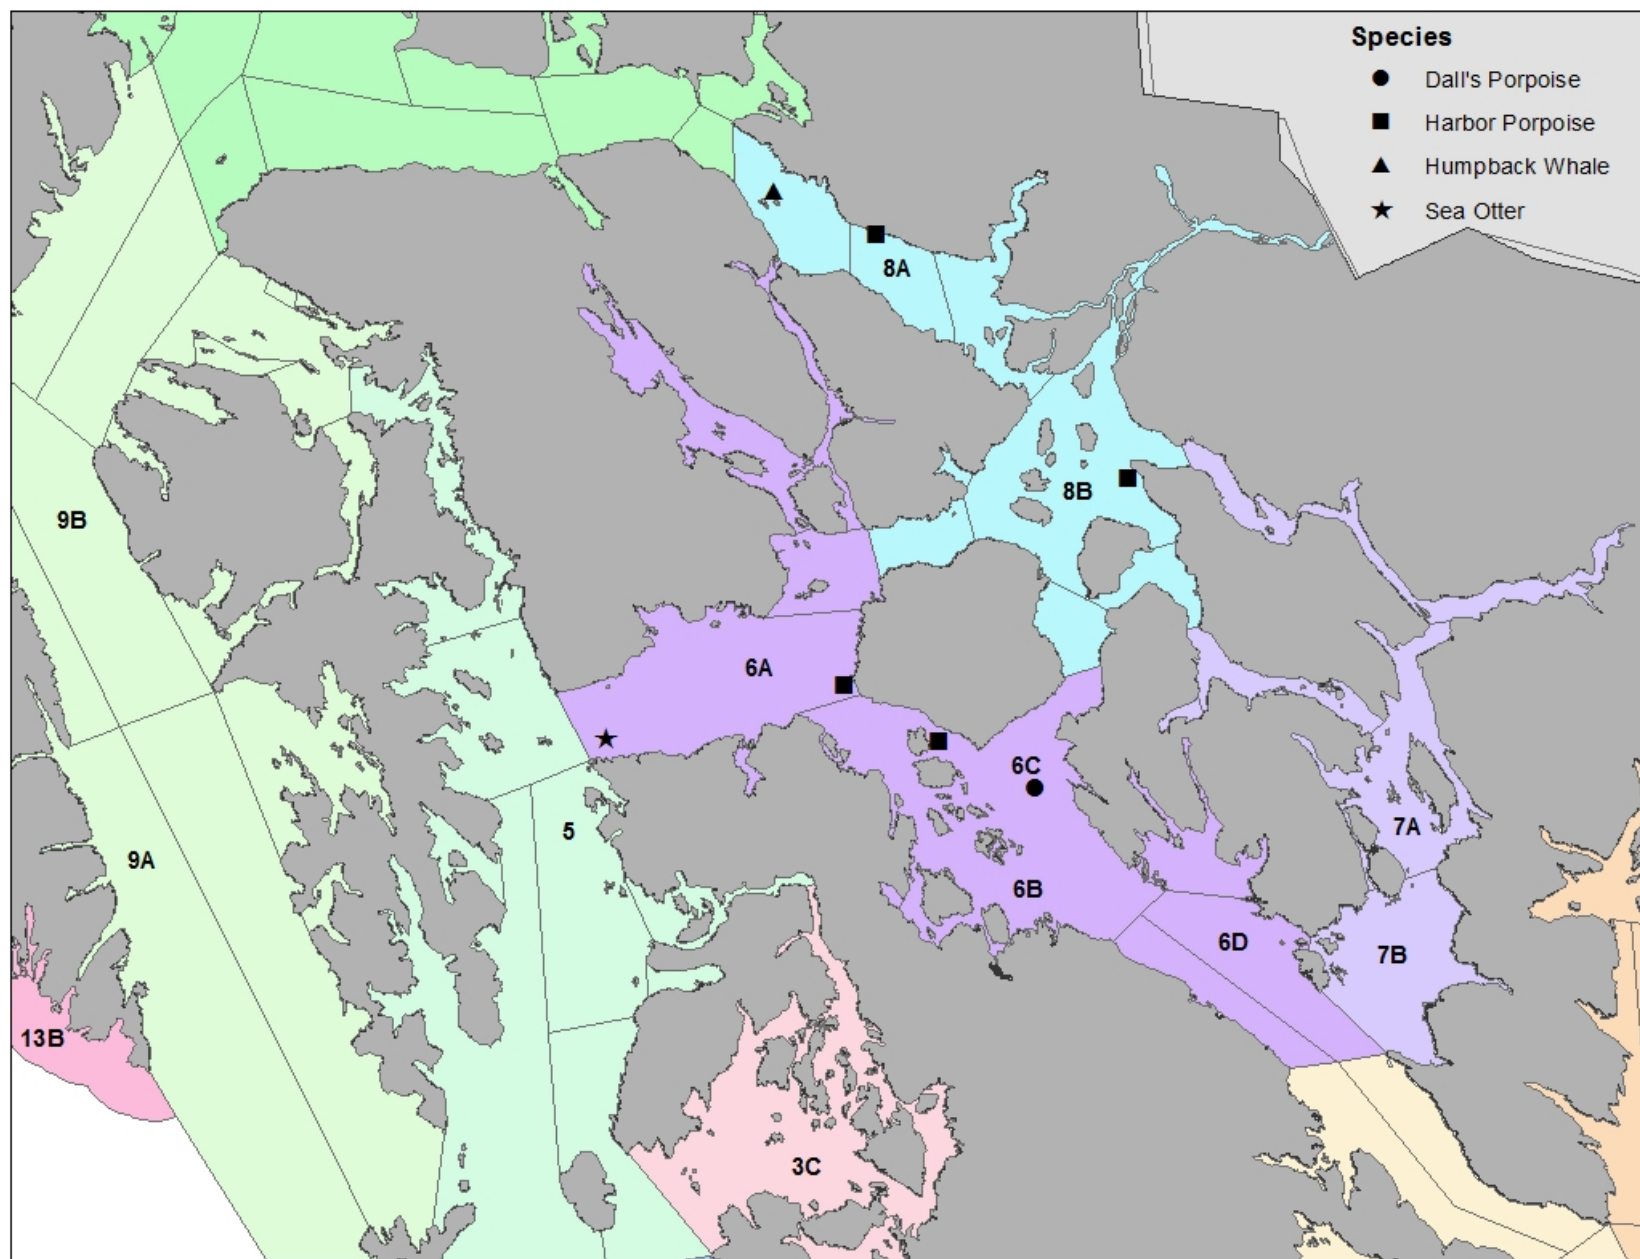 Species
Dall's Porpoise
Harbor Porpoise
Humpback Whale
Sea Otter
8A
8B
9B
6A
6C
5
7A
9A
6B
6D
7B
13B
3C